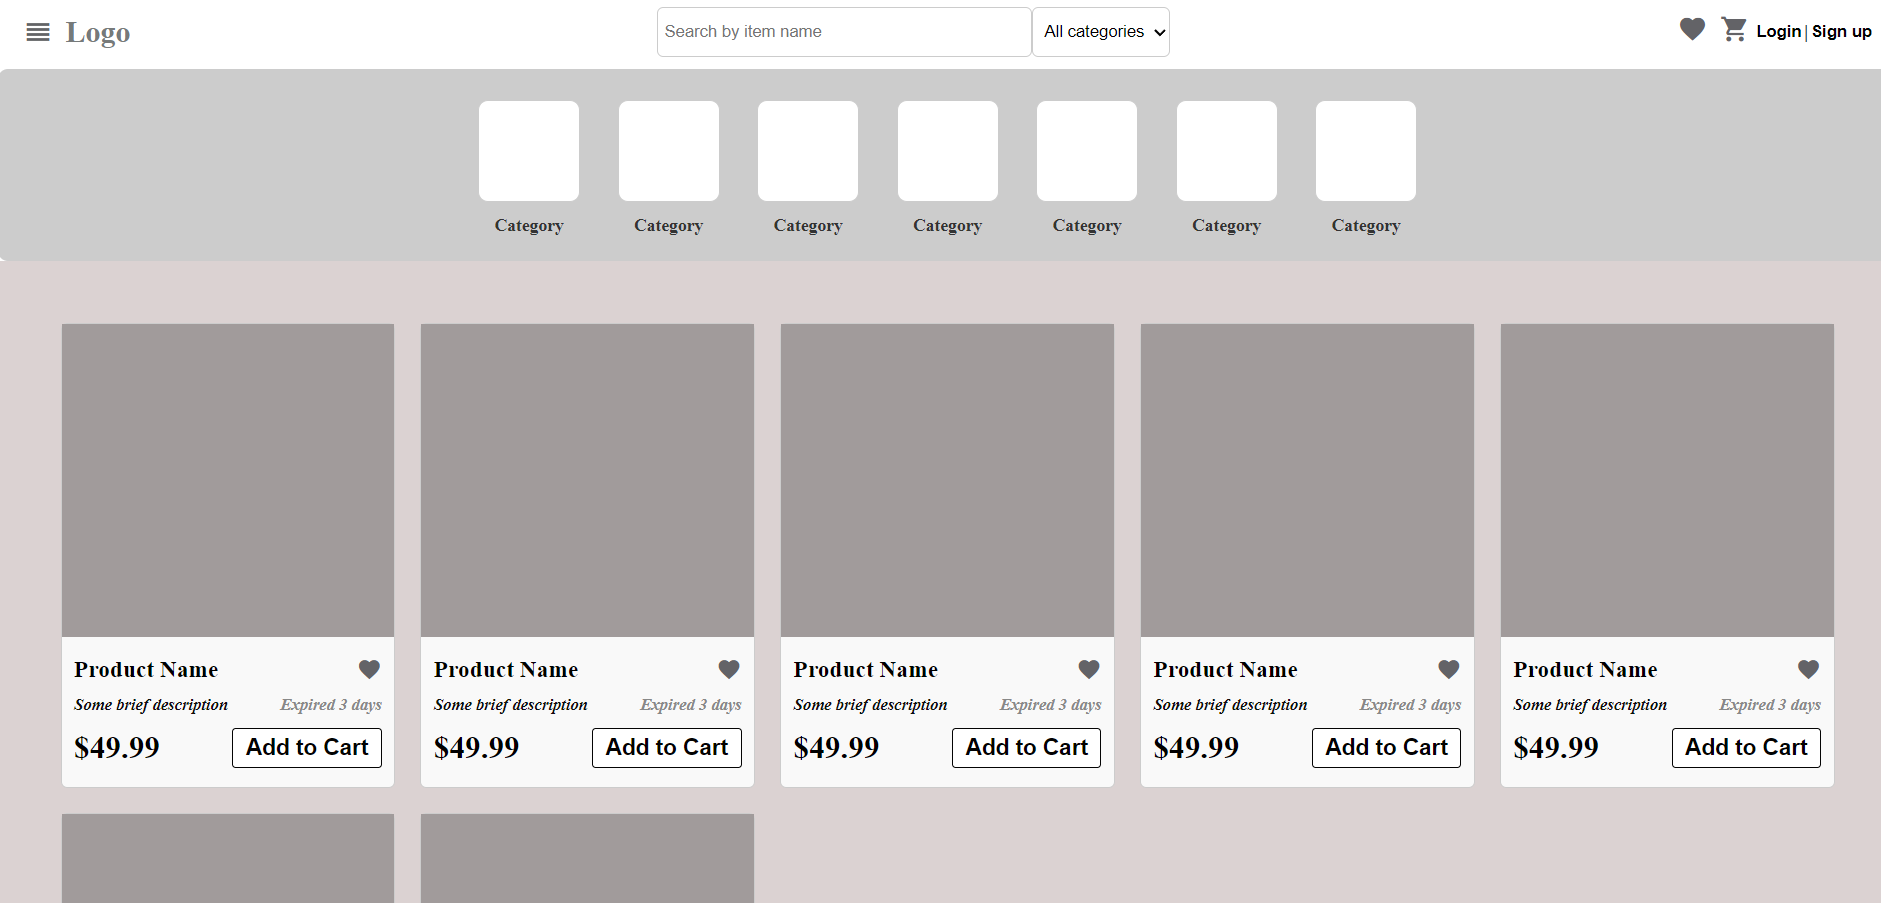 Logo
Search by item name
All categories
Login | Sign up
Category Category Category Category Category Category Category
Product Name Product Name Product Name Product Name Product Name
Some brief description Expired 3 days Some brief description Expired 3 days Some brief description Expired 3 days Some brief description Expired 3 days Some brief description Expired 3 days
$49.99 Add to Cart $49.99 Add to Cart $49.99 Add to Cart $49.99 Add to Cart $49.99 Add to Cart